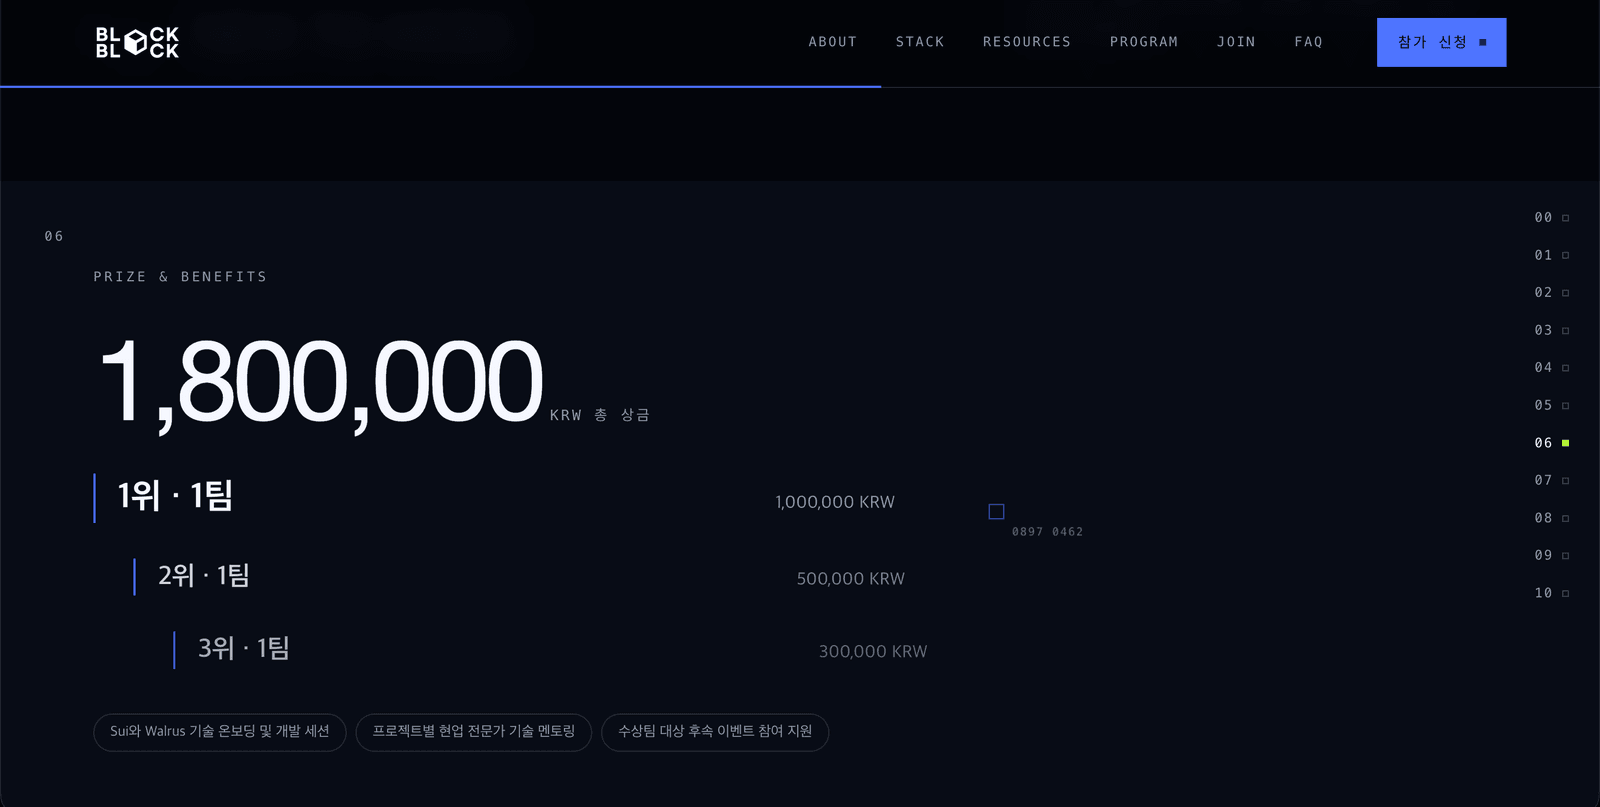 BLOCK
BLOCK
ABOUT
STACK
RESOURCES
PROGRAM
JOIN
FAQ
참가 신청
06
PRIZE & BENEFITS
1,800,000 KRW 총 상금
1위 · 1팀 1,000,000 KRW
0897 0462
2위 · 1팀 500,000 KRW
3위 · 1팀 300,000 KRW
Sui와 Walrus 기술 온보딩 및 개발 세션
프로젝트별 현업 전문가 기술 멘토링
수상팀 대상 후속 이벤트 참여 지원
00
01
02
03
04
05
06
07
08
09
10